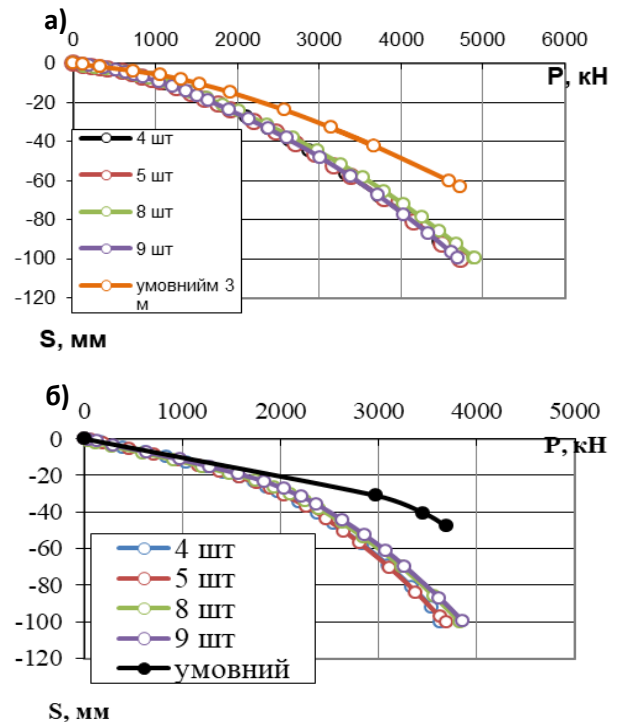 а)
0 1000 2000 3000 4000 5000 6000
P, кН
0
-20
-40
-60
-80
-100
-120
4 шт
5 шт
8 шт
9 шт
умовнийм 3
м
S, мм
б)
0 1000 2000 3000 4000 5000
P, кН
0
-20
-40
-60
-80
-100
-120
4 шт
5 шт
8 шт
9 шт
умовний
S, мм